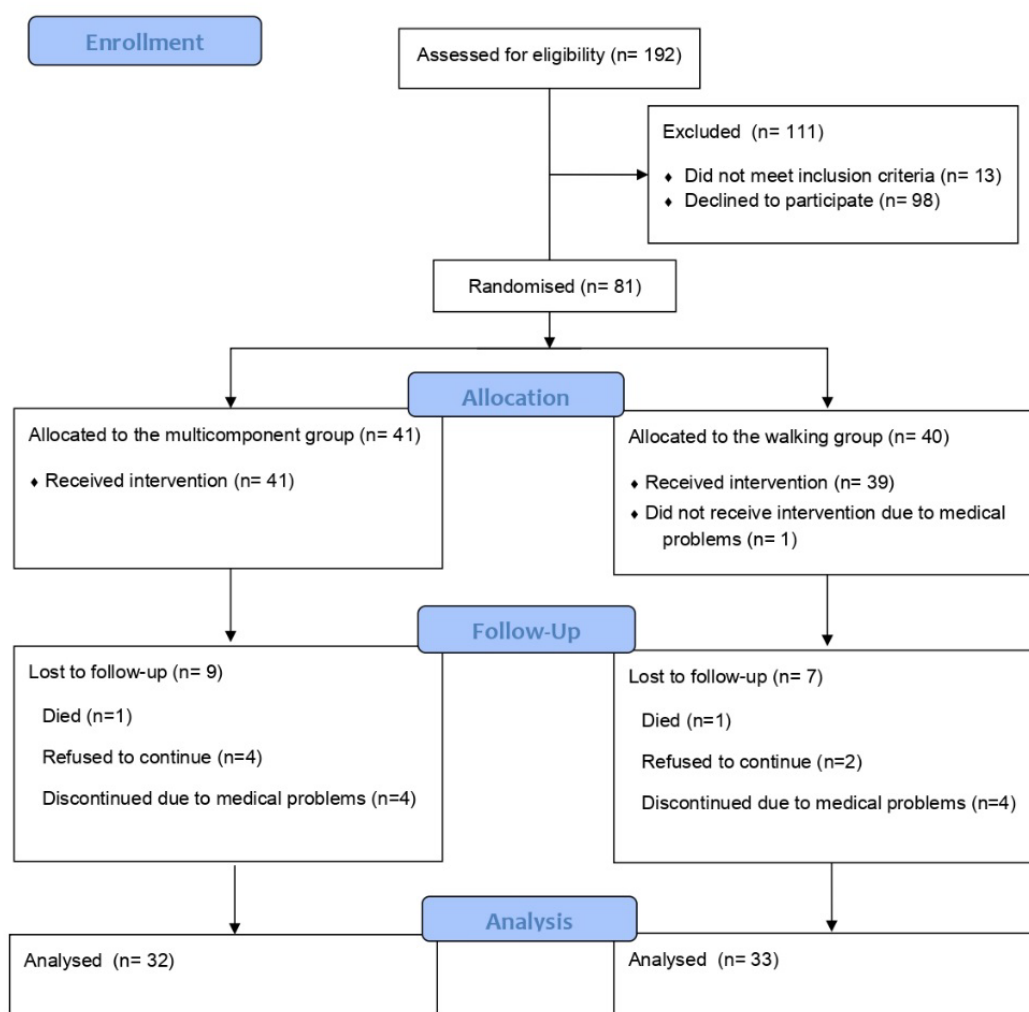 Enrollment
Assessed for eligibility (n= 192)
Excluded (n= 111)
♦ Did not meet inclusion criteria (n= 13)
♦ Declined to participate (n= 98)
Randomised (n= 81)
Allocation
Allocated to the multicomponent group (n= 41)
♦ Received intervention (n= 41)
Allocated to the walking group (n= 40)
♦ Received intervention (n= 39)
♦ Did not receive intervention due to medical
problems (n= 1)
Follow-Up
Lost to follow-up (n= 9)
Died (n=1)
Refused to continue (n=4)
Discontinued due to medical problems (n=4)
Lost to follow-up (n= 7)
Died (n=1)
Refused to continue (n=2)
Discontinued due to medical problems (n=4)
Analysis
Analysed (n= 32)
Analysed (n= 33)